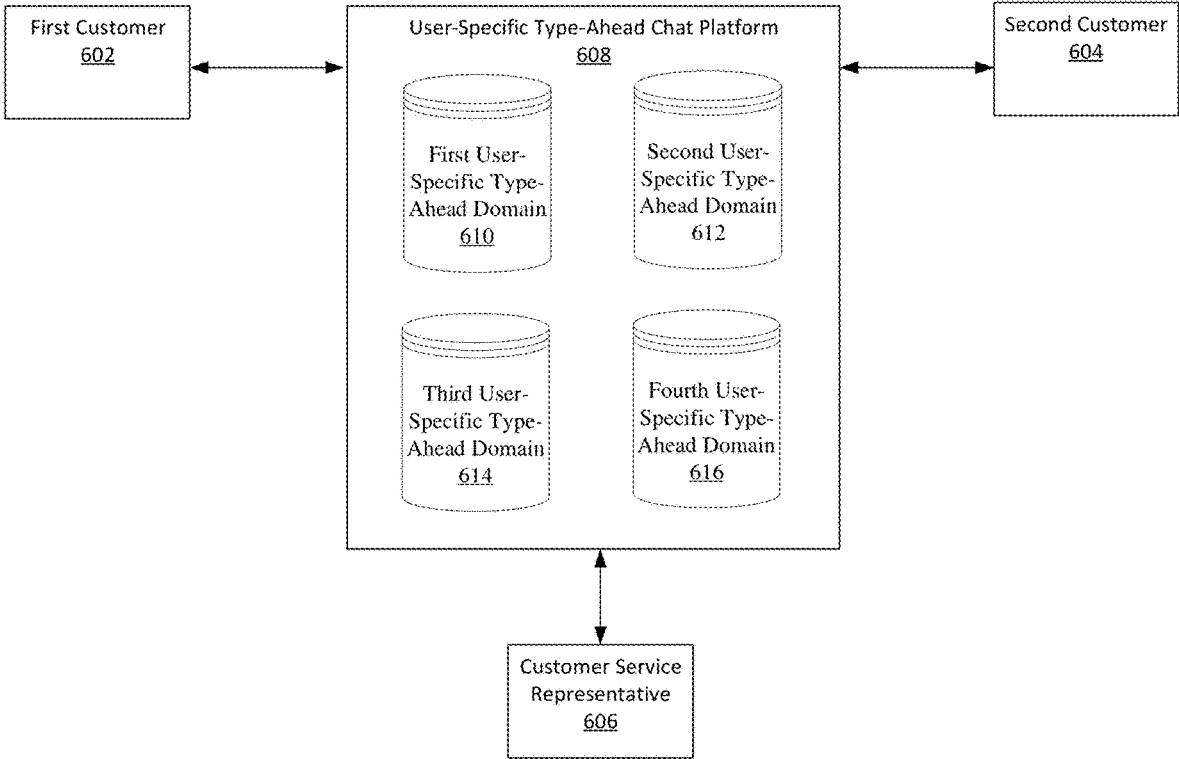 First Customer
602
User-Specific Type-Ahead Chat Platform
608
Second Customer
604
First User-
Specific Type-
Ahead Domain
610
Second User-
Specific Type-
Ahead Domain
612
Third User-
Specific Type-
Ahead Domain
614
Fourth User-
Specific Type-
Ahead Domain
616
Customer Service
Representative
606